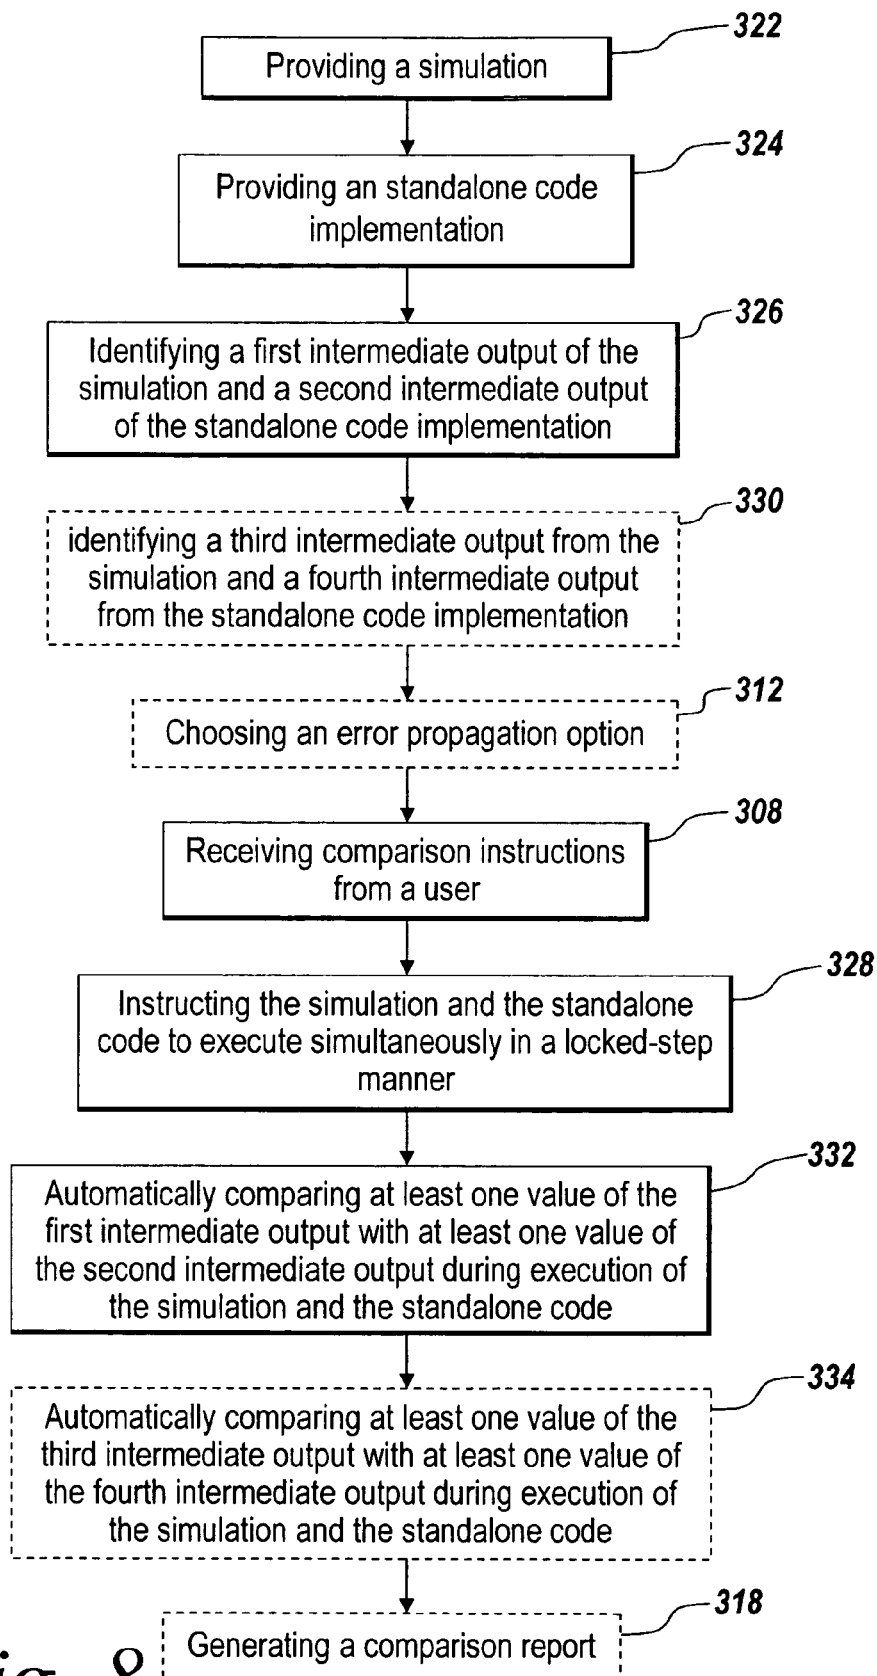 322
Providing a simulation
324
Providing an standalone code
implementation
326
Identifying a first intermediate output of the
simulation and a second intermediate output
of the standalone code implementation
330
identifying a third intermediate output from the
simulation and a fourth intermediate output
from the standalone code implementation
312
Choosing an error propagation option
308
Receiving comparison instructions
from a user
328
Instructing the simulation and the standalone
code to execute simultaneously in a locked-step
manner
332
Automatically comparing at least one value of the
first intermediate output with at least one value of
the second intermediate output during execution of
the simulation and the standalone code
334
Automatically comparing at least one value of the
third intermediate output with at least one value of
the fourth intermediate output during execution of
the simulation and the standalone code
318
Generating a comparison report
8